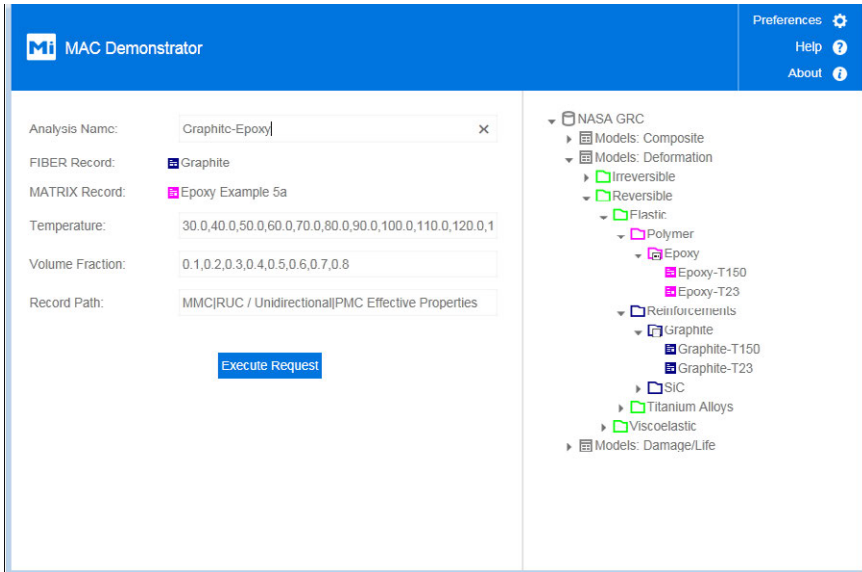 Preferences
Mi MAC Demonstrator
Help
About
Analysis Name: Graphite-Epoxy
FIBER Record: Graphite
MATRIX Record: Epoxy Example 5a
Temperature: 30.0,40.0,50.0,60.0,70.0,80.0,90.0,100.0,110.0,120.0,1
Volume Fraction: 0.1,0.2,0.3,0.4,0.5,0.6,0.7,0.8
Record Path: MMC|RUC / Unidirectional|PMC Effective Properties
Execute Request
NASA GRC
Models: Composite
Models: Deformation
Irreversible
Reversible
Elastic
Polymer
Epoxy
Epoxy-T150
Epoxy-T23
Reinforcements
Graphite
Graphite-T150
Graphite-T23
SiC
Titanium Alloys
Viscoelastic
Models: Damage/Life